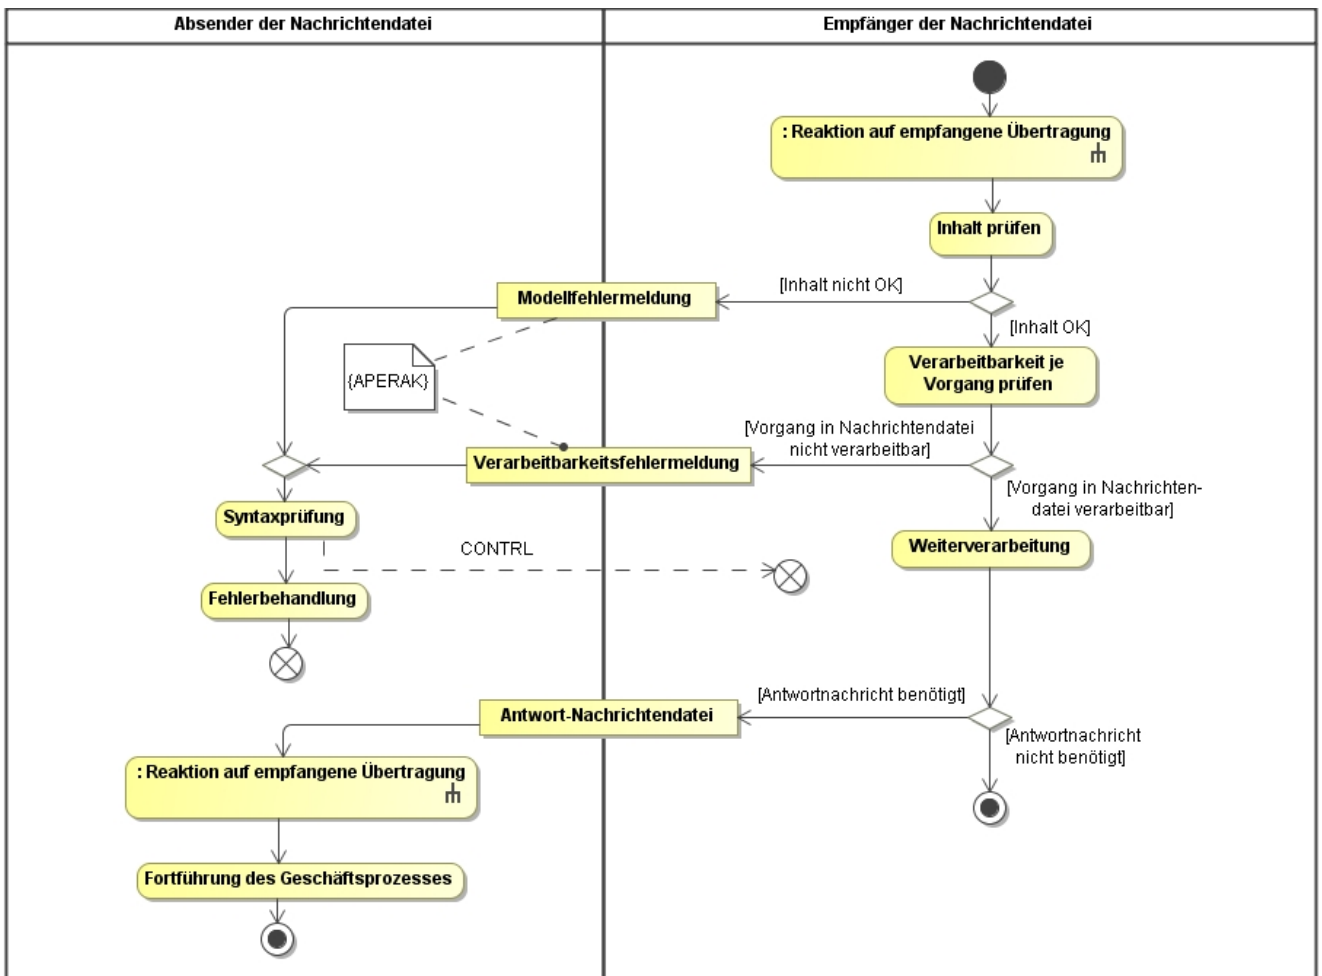 Absender der Nachrichtendatei
Empfänger der Nachrichtendatei
: Reaktion auf empfangene Übertragung
Inhalt prüfen
[Inhalt nicht OK]
Modellfehlermeldung
[Inhalt OK]
{APERAK}
Verarbeitbarkeit je
Vorgang prüfen
[Vorgang in Nachrichtendatei
nicht verarbeitbar]
Verarbeitbarkeitsfehlermeldung
[Vorgang in Nachrichten-
datei verarbeitbar]
Syntaxprüfung
CONTRL
Weiterverarbeitung
Fehlerbehandlung
[Antwortnachricht benötigt]
Antwort-Nachrichtendatei
[Antwortnachricht
nicht benötigt]
: Reaktion auf empfangene Übertragung
Fortführung des Geschäftsprozesses